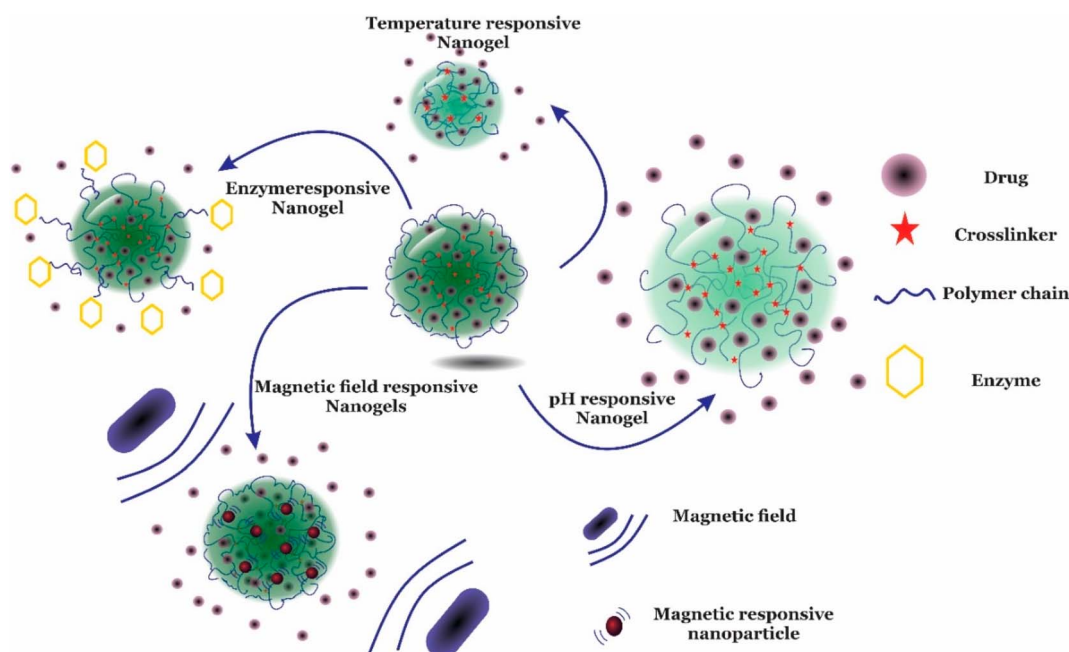 Temperature responsive
Nanogel
Enzymeresponsive
Nanogel
Magnetic field responsive
Nanogels
pH responsive
Nanogel
Drug
Crosslinker
Polymer chain
Enzyme
Magnetic field
Magnetic responsive
nanoparticle